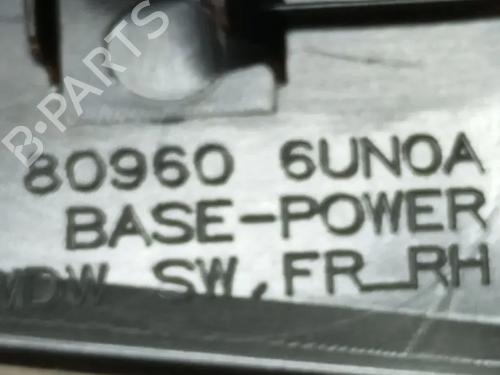 B-PARTS
80960 6UN0A
BASE-POWER
WDW SW, FR_RH